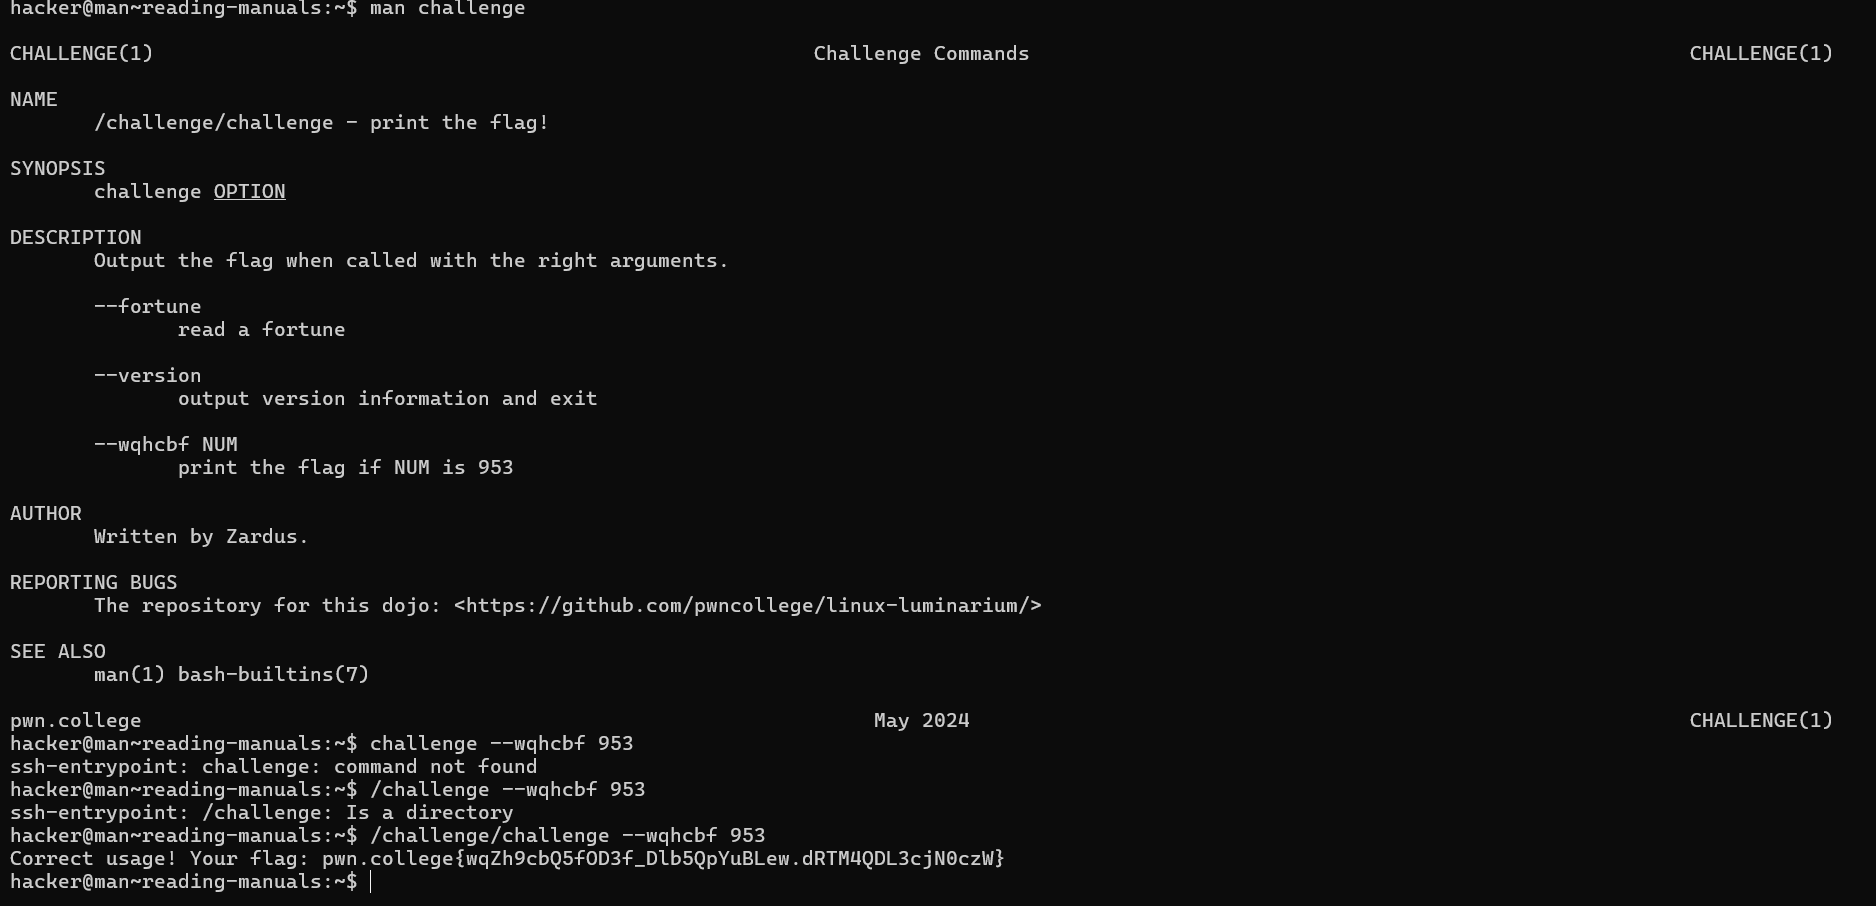 hacker@man~reading-manuals:~$ man challenge
CHALLENGE(1) Challenge Commands CHALLENGE(1)
NAME
/challenge/challenge - print the flag!
SYNOPSIS
challenge OPTION
DESCRIPTION
Output the flag when called with the right arguments.
--fortune
read a fortune
--version
output version information and exit
--wqhcbf NUM
print the flag if NUM is 953
AUTHOR
Written by Zardus.
REPORTING BUGS
The repository for this dojo: <https://github.com/pwncollege/linux-luminarium/>
SEE ALSO
man(1) bash-builtins(7)
pwn.college May 2024 CHALLENGE(1)
hacker@man~reading-manuals:~$ challenge --wqhcbf 953
ssh-entrypoint: challenge: command not found
hacker@man~reading-manuals:~$ /challenge --wqhcbf 953
ssh-entrypoint: /challenge: Is a directory
hacker@man~reading-manuals:~$ /challenge/challenge --wqhcbf 953
Correct usage! Your flag: pwn.college{wqZh9cbQ5fOD3f_Dlb5QpYuBLew.dRTM4QDL3cjN0czW}
hacker@man~reading-manuals:~$